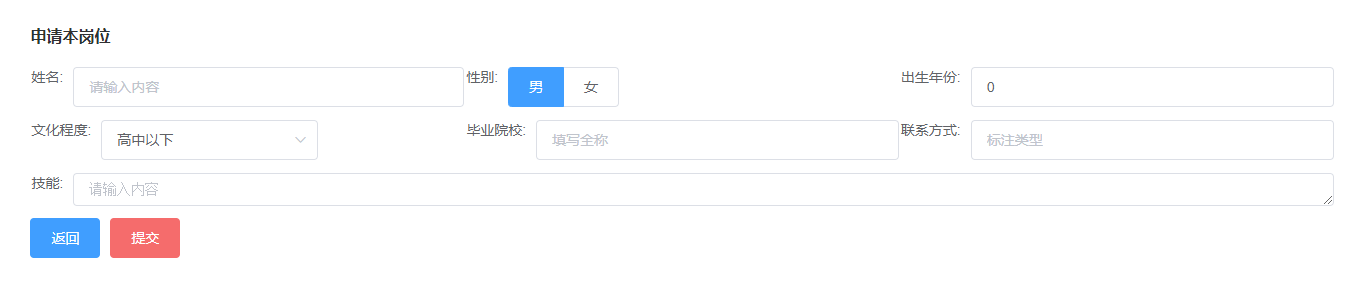 申请本岗位
姓名: 请输入内容 性别: 男 女 出生年份: 0
文化程度: 高中以下 毕业院校: 填写全称 联系方式: 标注类型
技能: 请输入内容
返回 提交